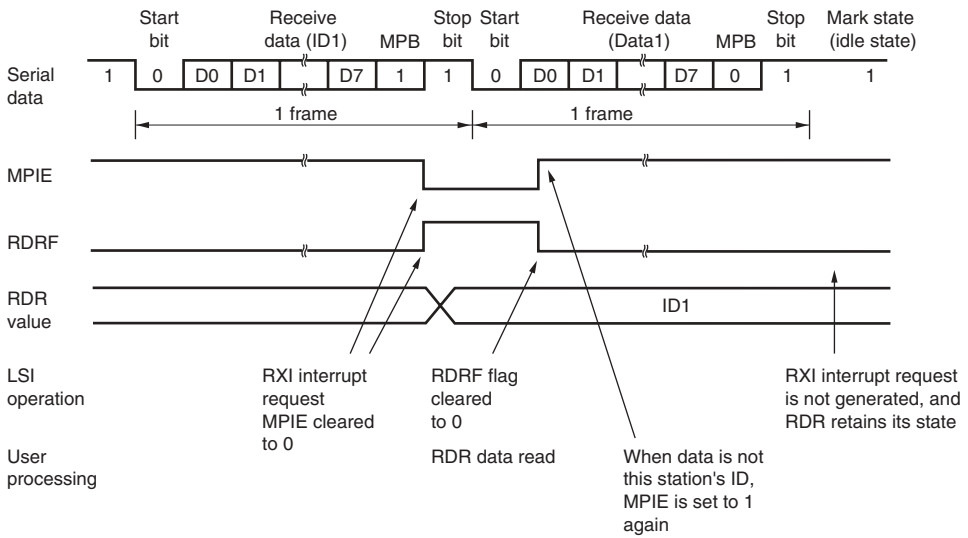 Start bit
Receive data (ID1)
MPB
Stop bit
Start bit
Receive data (Data1)
MPB
Stop bit
Mark state (idle state)
Serial data
1 0 D0 D1 D7 1 1 0 D0 D1 D7 0 1 1
1 frame
1 frame
MPIE
RDRF
RDR value
ID1
LSI operation
RXI interrupt
request
MPIE cleared
to 0
RDRF flag
cleared
to 0
RXI interrupt request
is not generated, and
RDR retains its state
User
processing
RDR data read
When data is not
this station's ID,
MPIE is set to 1
again